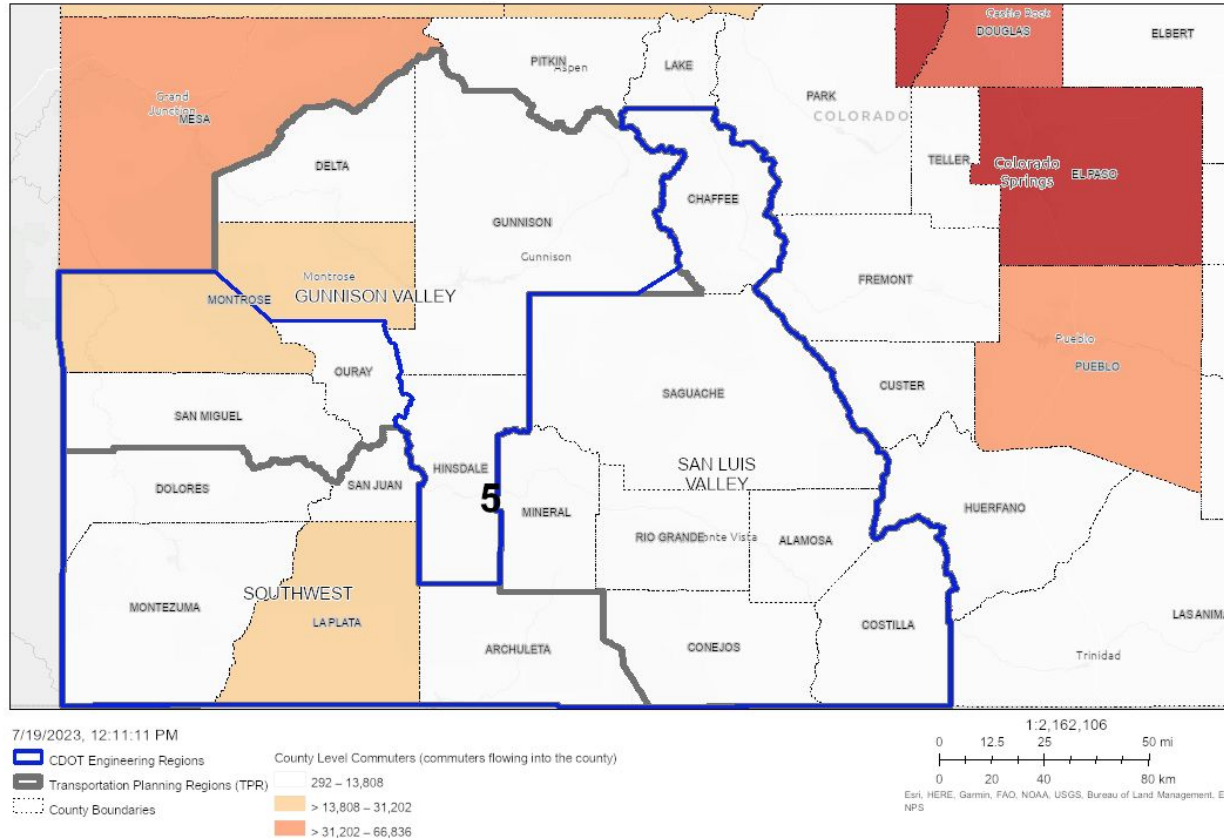 Castle Rock
DOUGLAS
ELBERT
PITKIN
Aspen
LAKE
PARK
COLORADO
Grand
Junction
MESA
TELLER
Colorado
Springs
EL PASO
DELTA
CHAFFEE
GUNNISON
Gunnison
Montrose
MONTROSE
GUNNISON VALLEY
FREMONT
Pueblo
PUEBLO
OURAY
CUSTER
SAGUACHE
SAN MIGUEL
SAN LUIS
VALLEY
HINSDALE
5
DOLORES
SAN JUAN
MINERAL
HUERFANO
RIO GRANDE
onte Vista
ALAMOSA
SOUTHWEST
MONTEZUMA
LA PLATA
ARCHULETA
CONEJOS
COSTILLA
LAS ANIMA
Trinidad
7/19/2023, 12:11:11 PM
CDOT Engineering Regions
Transportation Planning Regions (TPR)
County Boundaries
County Level Commuters (commuters flowing into the county)
292 – 13,808
> 13,808 – 31,202
> 31,202 – 66,836
1:2,162,106
0 12.5 25 50 mi
0 20 40 80 km
Esri, HERE, Garmin, FAO, NOAA, USGS, Bureau of Land Management, E
NPS